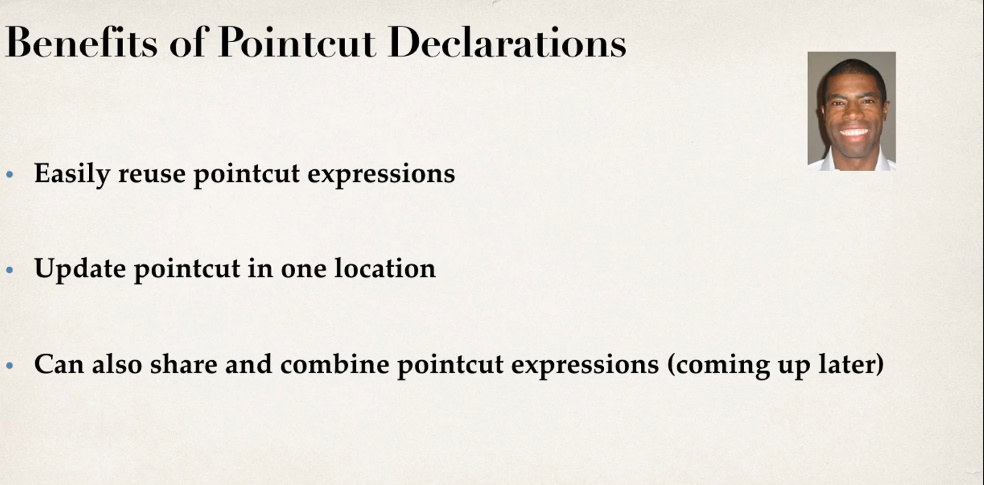 Benefits of Pointcut Declarations
• Easily reuse pointcut expressions
• Update pointcut in one location
• Can also share and combine pointcut expressions (coming up later)